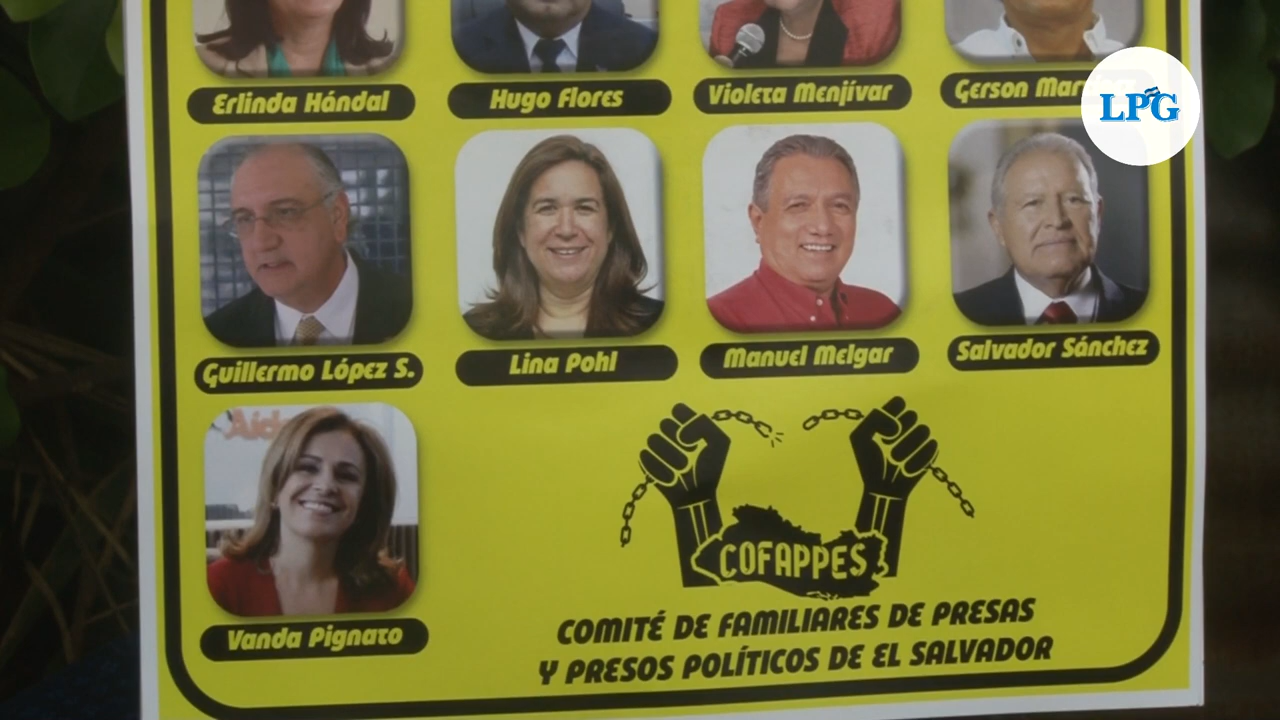 Erlinda Hándal
Hugo Flores
Violeta Menjívar
Gerson
LPG
Guillermo López S.
Lina Pohl
Manuel Melgar
Salvador Sánchez
Vanda Pignato
COFAPPES
COMITÉ DE FAMILIARES DE PRESAS
Y PRESOS POLÍTICOS DE EL SALVADOR